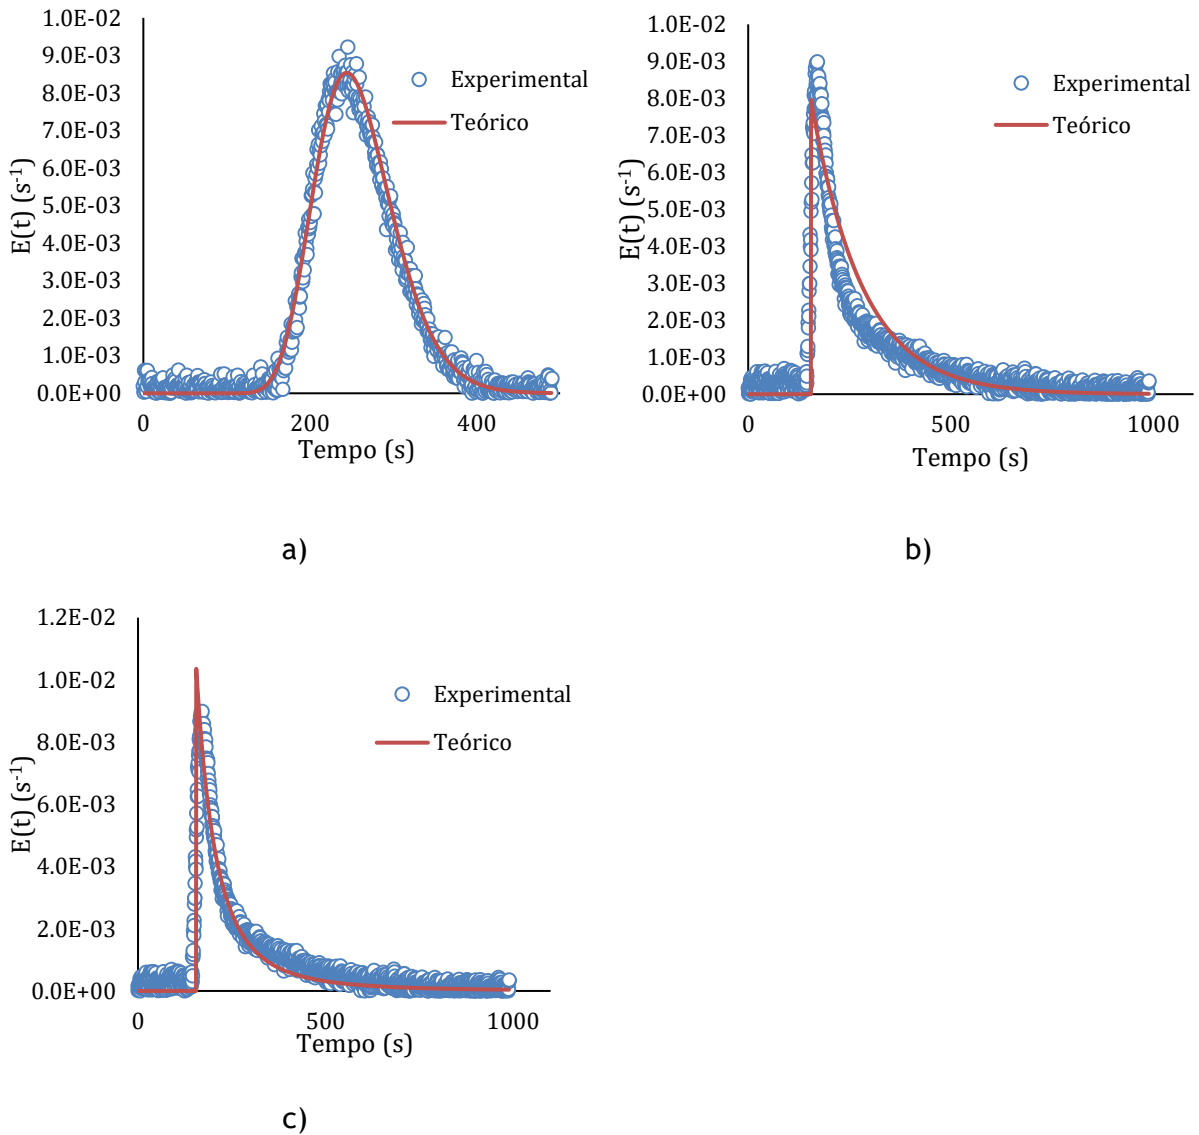 1.0E-02
9.0E-03
8.0E-03
7.0E-03
6.0E-03
5.0E-03
4.0E-03
3.0E-03
2.0E-03
1.0E-03
0.0E+00
E(t) (s-1)
Experimental
Teórico
0 200 400
Tempo (s)
a)
1.0E-02
9.0E-03
8.0E-03
7.0E-03
6.0E-03
5.0E-03
4.0E-03
3.0E-03
2.0E-03
1.0E-03
0.0E+00
E(t) (s-1)
Experimental
Teórico
0 500 1000
Tempo (s)
b)
1.2E-02
1.0E-02
8.0E-03
6.0E-03
4.0E-03
2.0E-03
0.0E+00
E(t) (s-1)
Experimental
Teórico
0 500 1000
Tempo (s)
c)